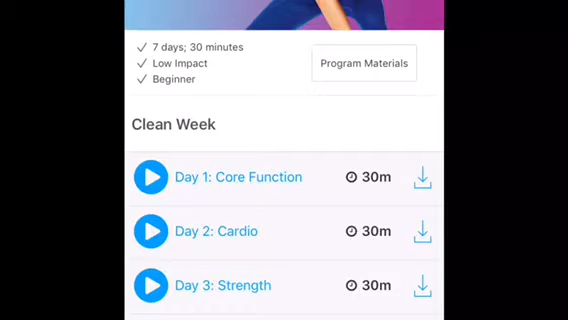 7 days; 30 minutes
Low Impact
Beginner
Program Materials
Clean Week
Day 1: Core Function 30m
Day 2: Cardio 30m
Day 3: Strength 30m